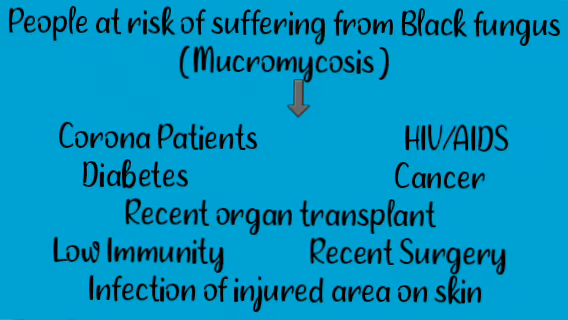 People at risk of suffering from Black fungus
(Mucromycosis)
Corona Patients HIV/AIDS
Diabetes Cancer
Recent organ transplant
Low Immunity Recent Surgery
Infection of injured area on skin